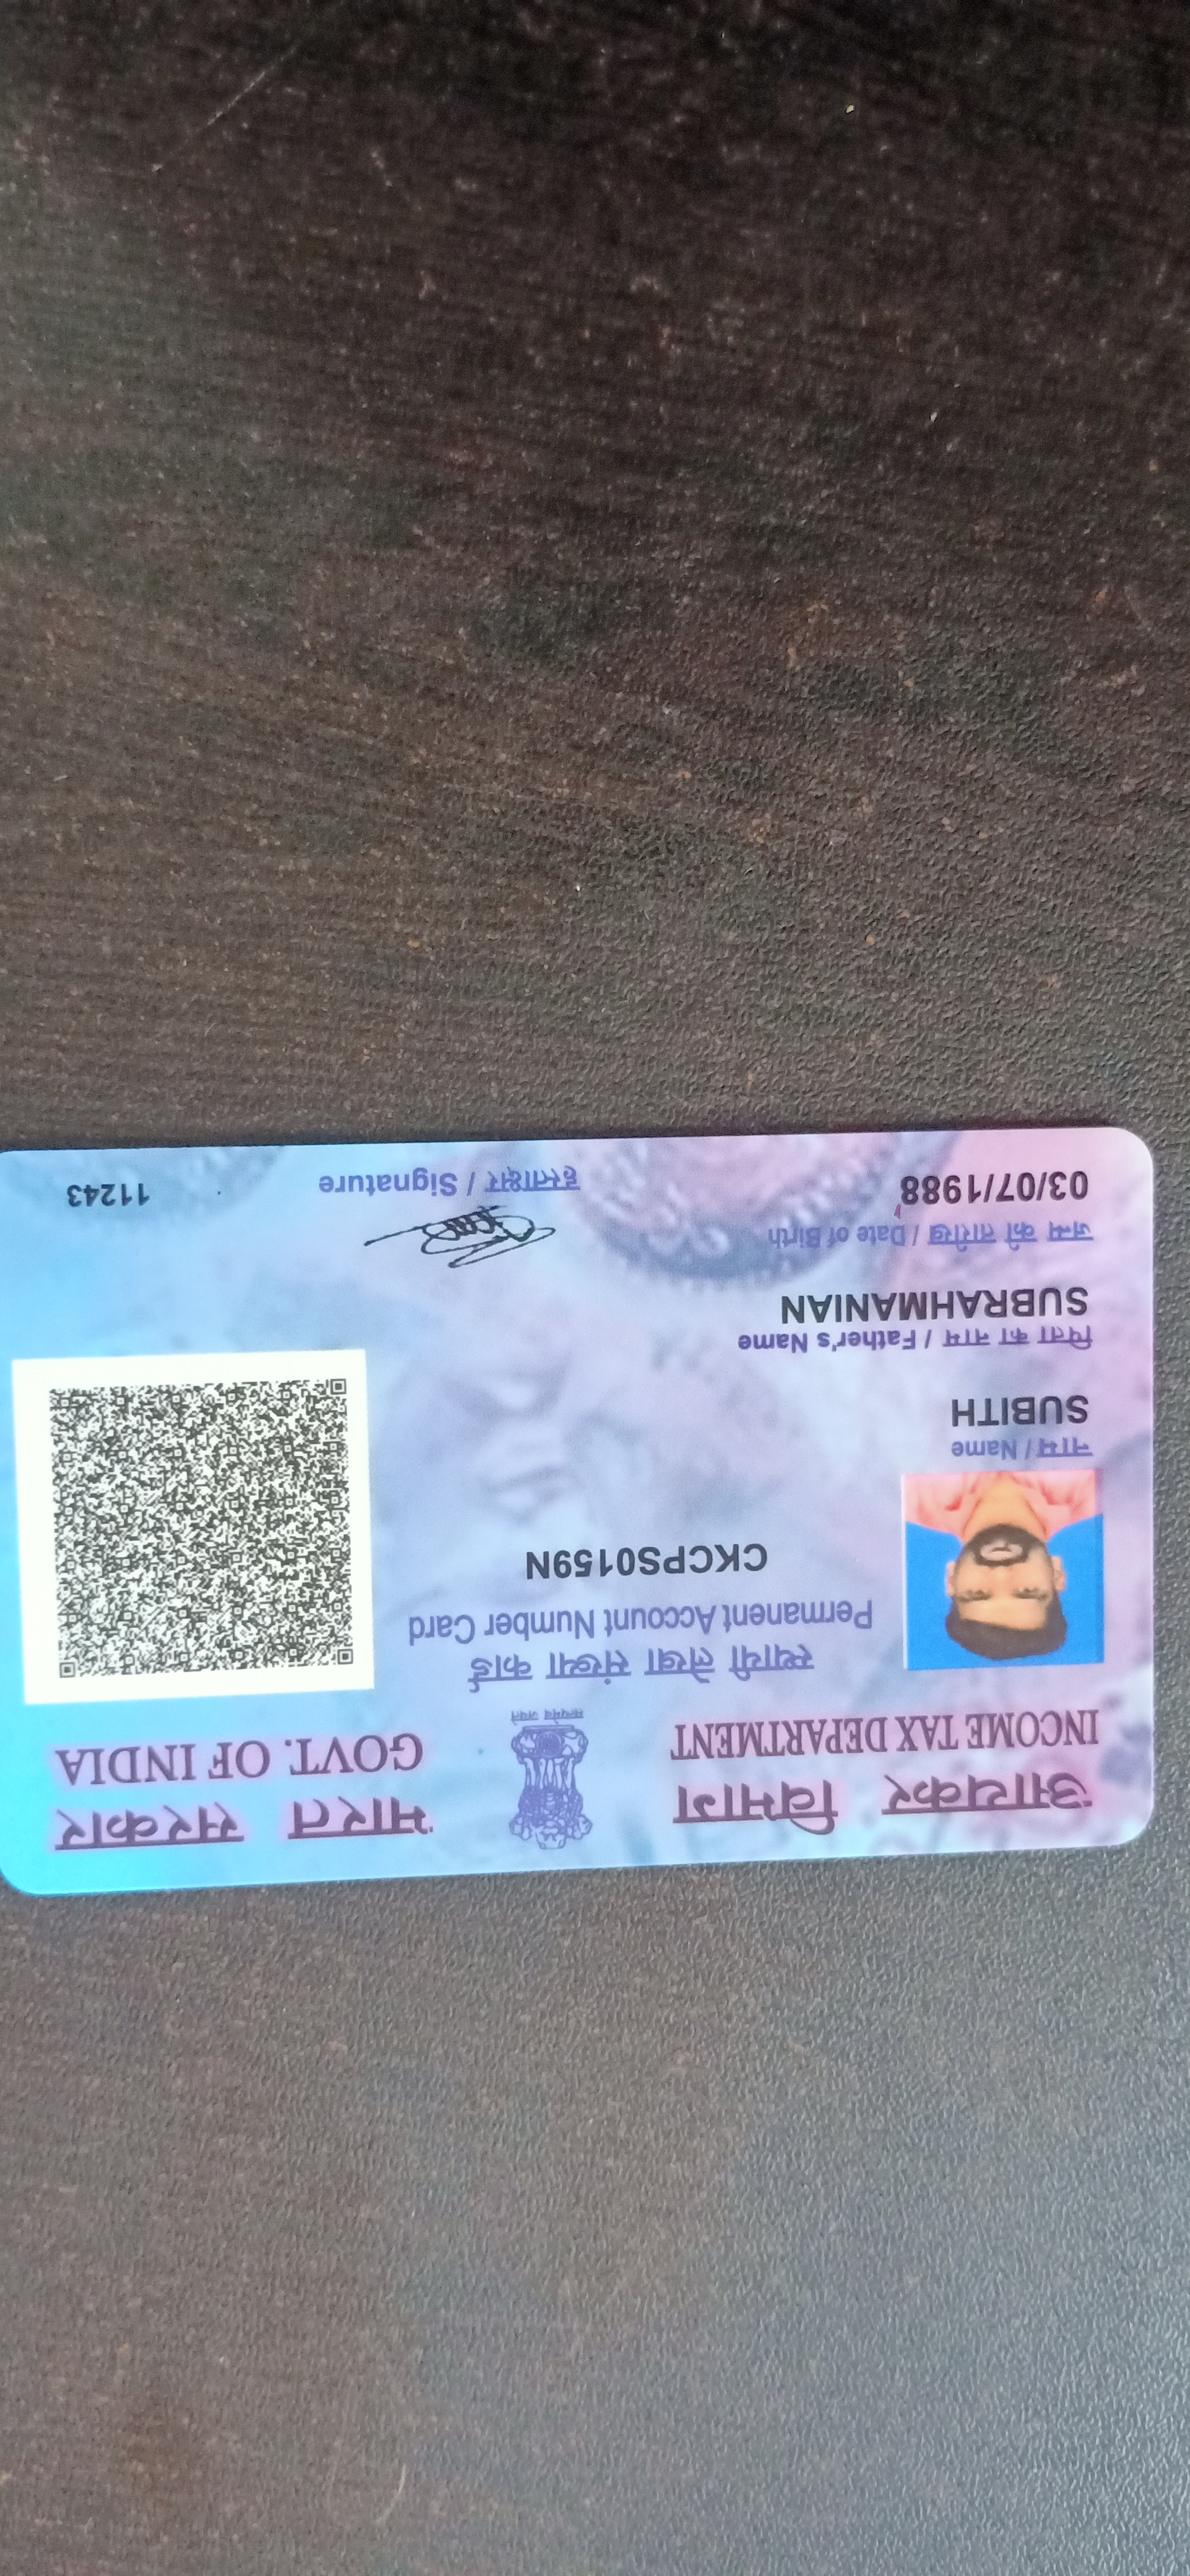 आयकर विभाग
INCOME TAX DEPARTMENT
सत्यमेव जयते
भारत सरकार
GOVT. OF INDIA
स्थायी लेखा संख्या कार्ड
Permanent Account Number Card
CKCPS0159N
नाम / Name
SUBITH
पिता का नाम / Father's Name
SUBRAHMANIAN
जन्म की तारीख / Date of Birth
03/07/1988
हस्ताक्षर / Signature
11243